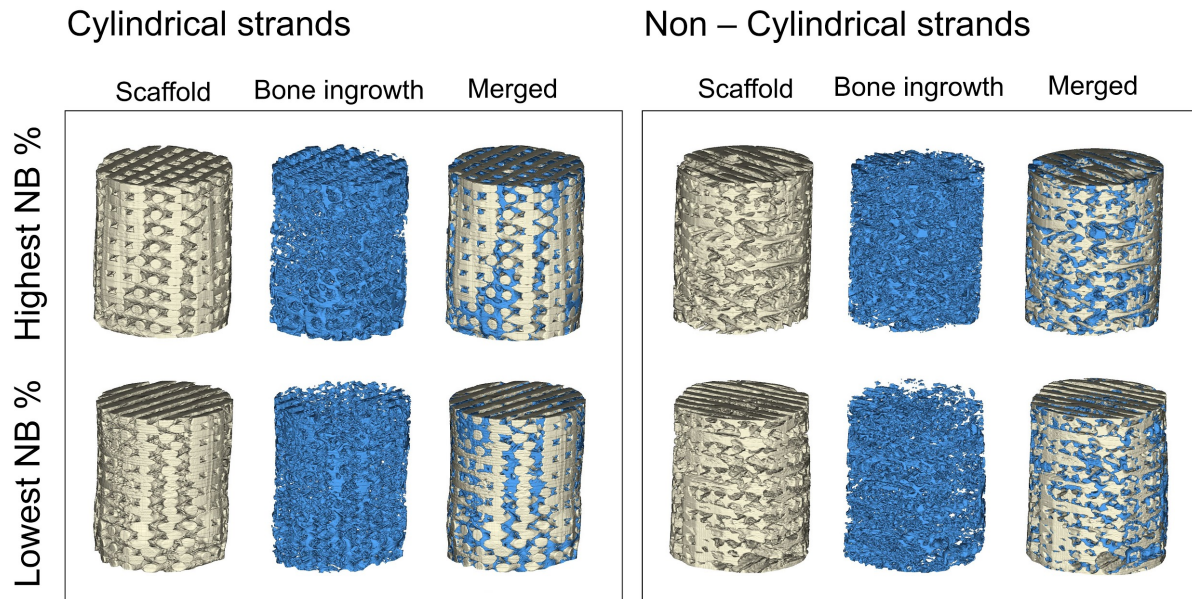 Cylindrical strands
Non – Cylindrical strands
Scaffold Bone ingrowth Merged
Scaffold Bone ingrowth Merged
Highest NB %
Lowest NB %